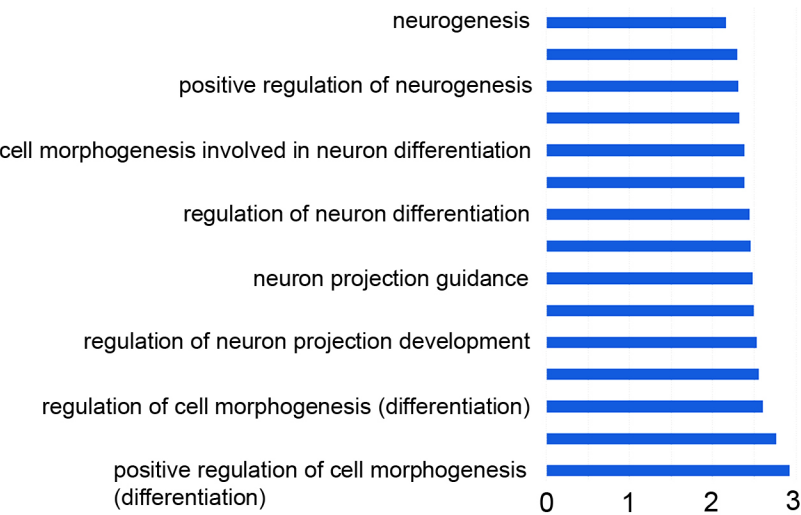 neurogenesis
positive regulation of neurogenesis
cell morphogenesis involved in neuron differentiation
regulation of neuron differentiation
neuron projection guidance
regulation of neuron projection development
regulation of cell morphogenesis (differentiation)
positive regulation of cell morphogenesis
(differentiation)
0 1 2 3